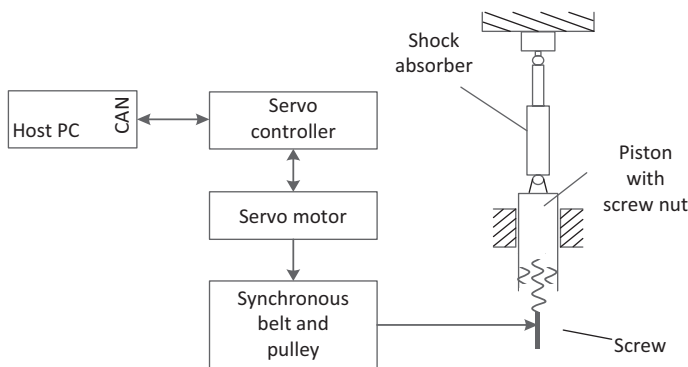 Shock
absorber
Host PC
CAN
Servo
controller
Piston
with
screw nut
Servo motor
Synchronous
belt and
pulley
Screw